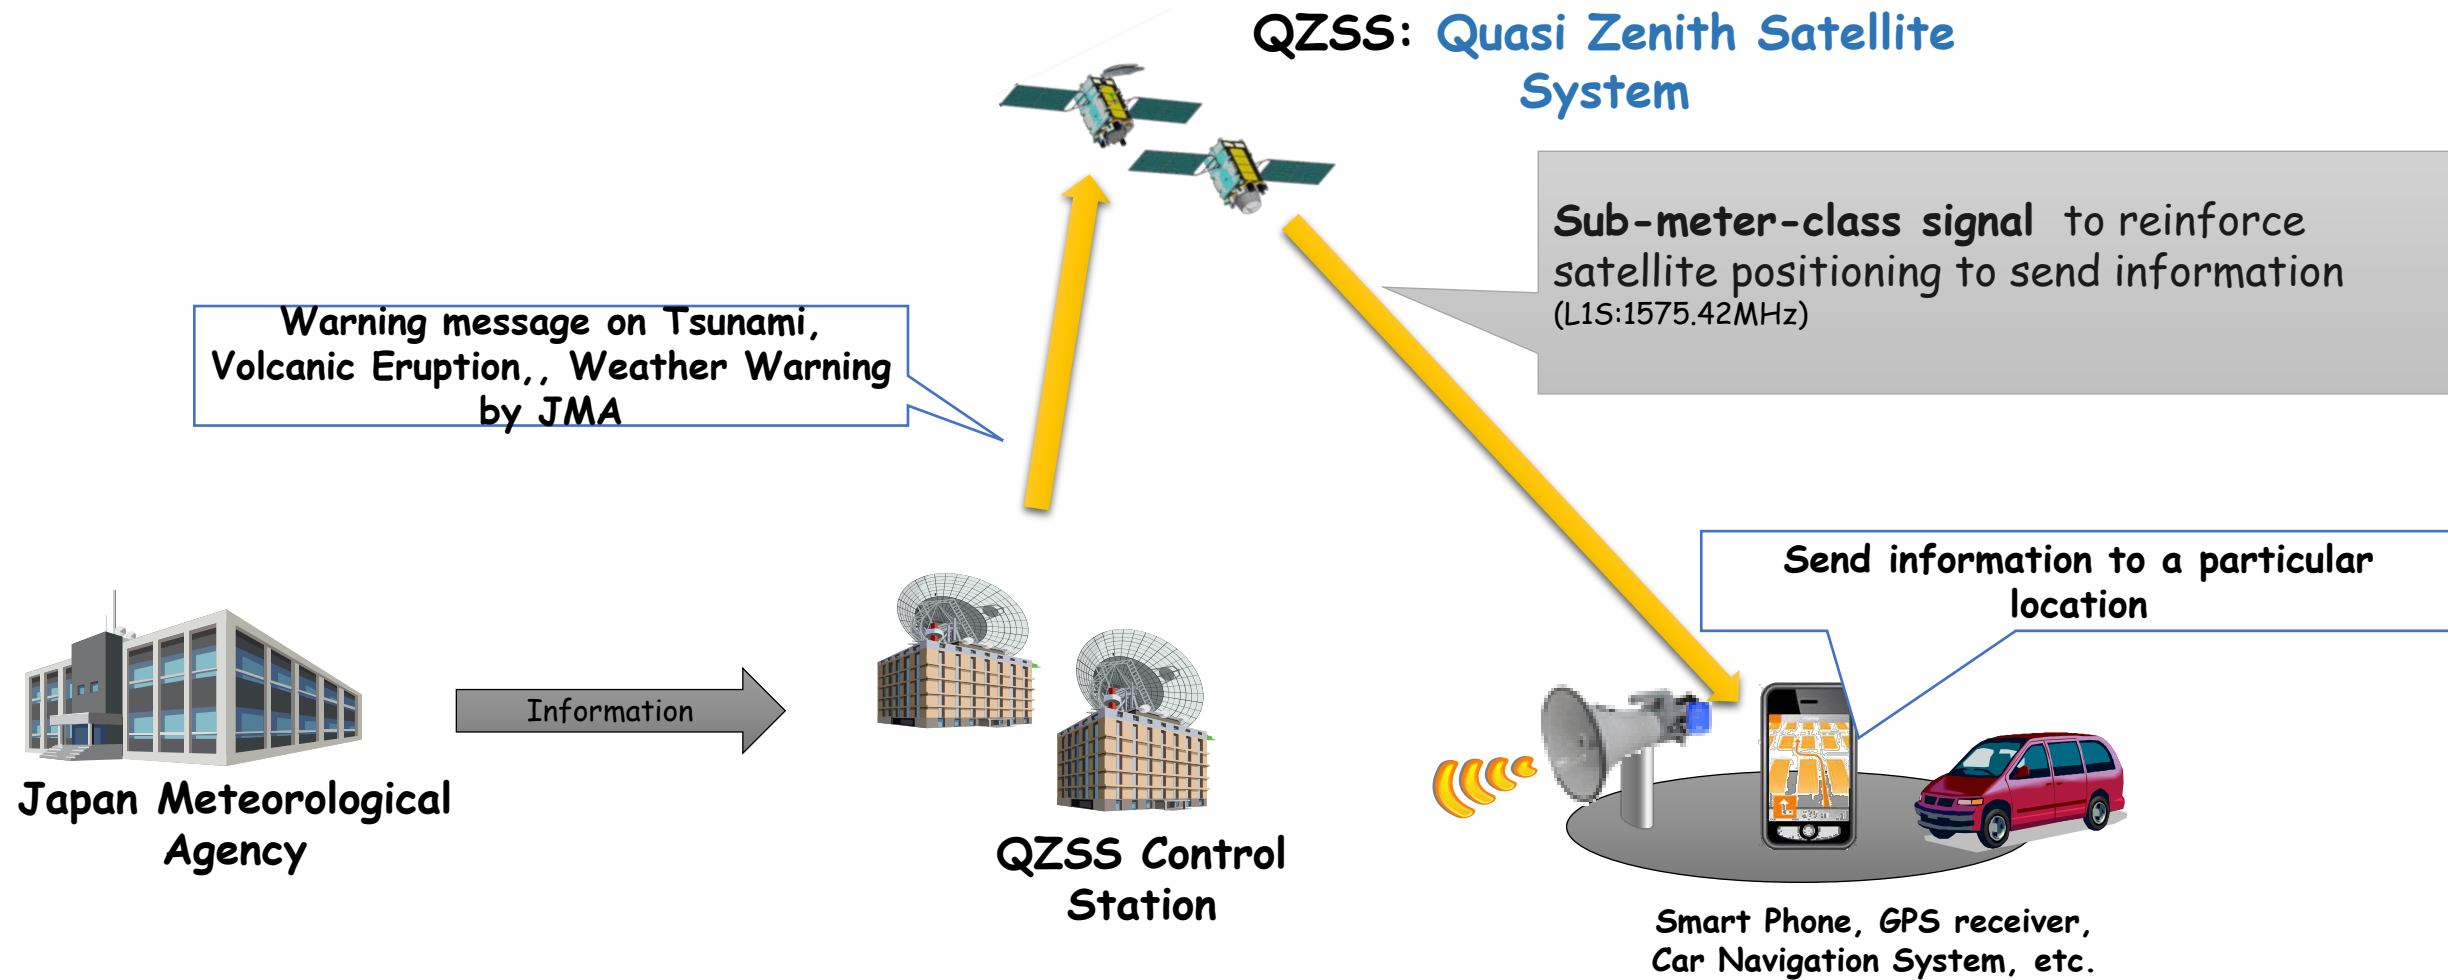 QZSS: Quasi Zenith Satellite
System
Sub-meter-class signal to reinforce
satellite positioning to send information
(L1S:1575.42MHz)
Warning message on Tsunami,
Volcanic Eruption,, Weather Warning
by JMA
Send information to a particular
location
Information
Japan Meteorological
Agency
QZSS Control
Station
Smart Phone, GPS receiver,
Car Navigation System, etc.